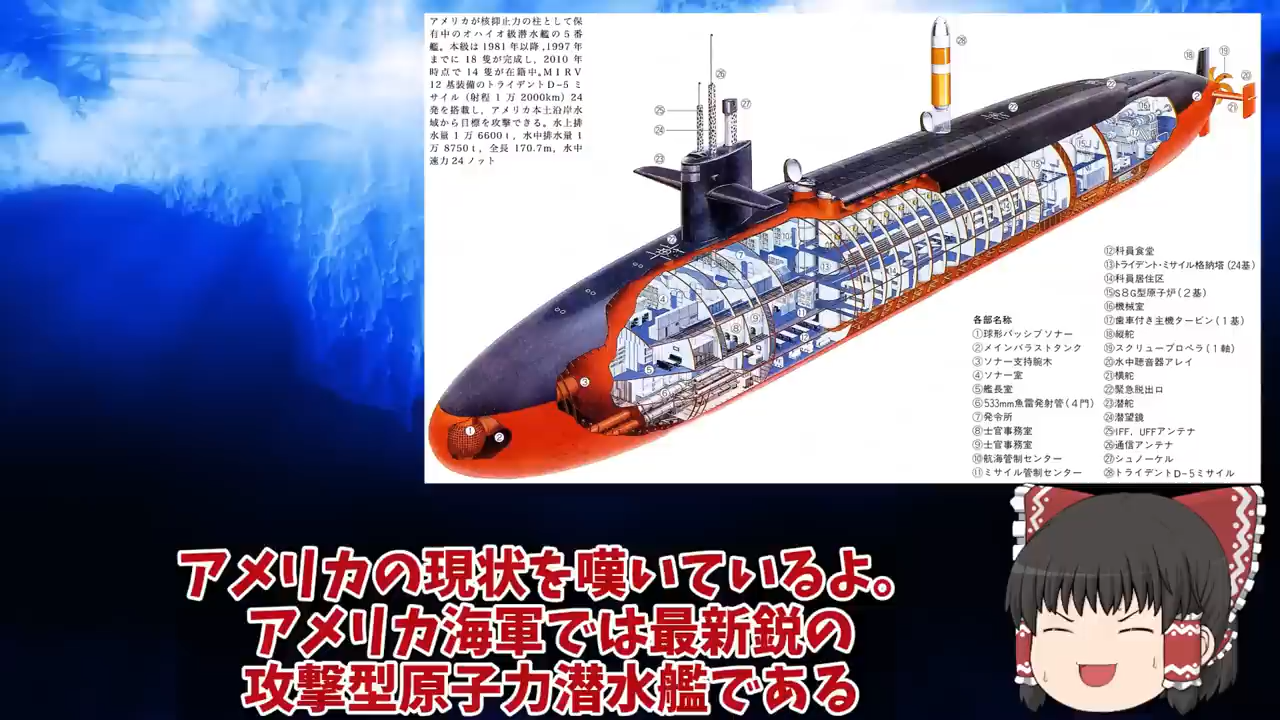 アメリカが核抑止力の柱として保
有中のオハイオ級潜水艦の5番
艦。本級は1981年以降,1997年
までに18隻が完成し,2010年
時点で14隻が在籍中。MIRV
12基装備のトライデントD-5ミ
サイル(射程1万2000km)24
発を搭載し,アメリカ本土沿岸水
域から目標を攻撃できる。水上排
水量1万6600t,水中排水量1
万8750t,全長170.7m,水中
速力24ノット
各部名称
①球形パッシブソナー
②メインバラストタンク
③ソナー支持腕木
④ソナー室
⑤艦長室
⑥533mm魚雷発射管(4門)
⑦発令所
⑧士官事務室
⑨士官事務室
⑩航海管制センター
⑪ミサイル管制センター
⑫科員食堂
⑬トライデント・ミサイル格納塔(24基)
⑭科員居住区
⑮S8G型原子炉(2基)
⑯機械室
⑰歯車付き主機タービン(1基)
⑱縦舵
⑲スクリュープロペラ(1軸)
⑳水中聴音器アレイ
㉑横舵
㉒緊急脱出口
㉓潜舵
㉔潜望鏡
㉕IFF,UFFアンテナ
㉖通信アンテナ
㉗シュノーケル
㉘トライデントD-5ミサイル
アメリカの現状を嘆いているよ。
アメリカ海軍では最新鋭の
攻撃型原子力潜水艦である